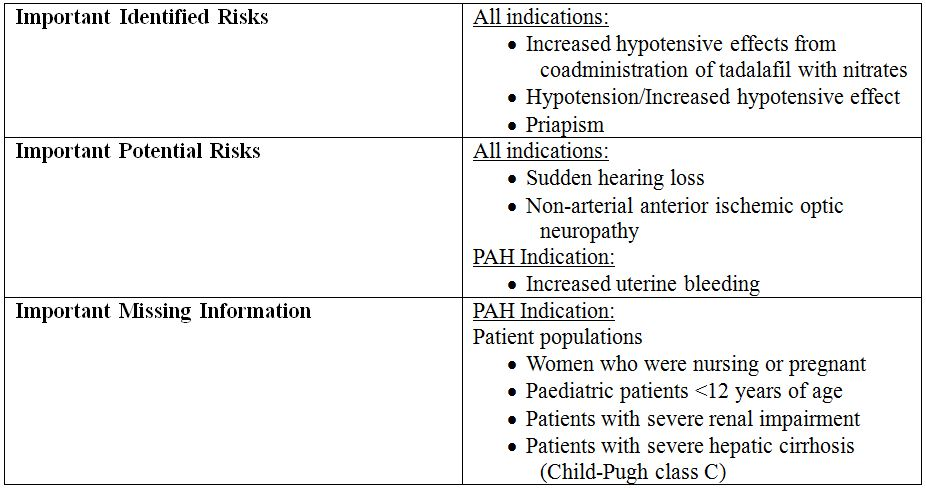 Important Identified Risks
All indications:
• Increased hypotensive effects from
coadministration of tadalafil with nitrates
• Hypotension/Increased hypotensive effect
• Priapism
Important Potential Risks
All indications:
• Sudden hearing loss
• Non-arterial anterior ischemic optic
neuropathy
PAH Indication:
• Increased uterine bleeding
Important Missing Information
PAH Indication:
Patient populations
• Women who were nursing or pregnant
• Paediatric patients <12 years of age
• Patients with severe renal impairment
• Patients with severe hepatic cirrhosis
(Child-Pugh class C)